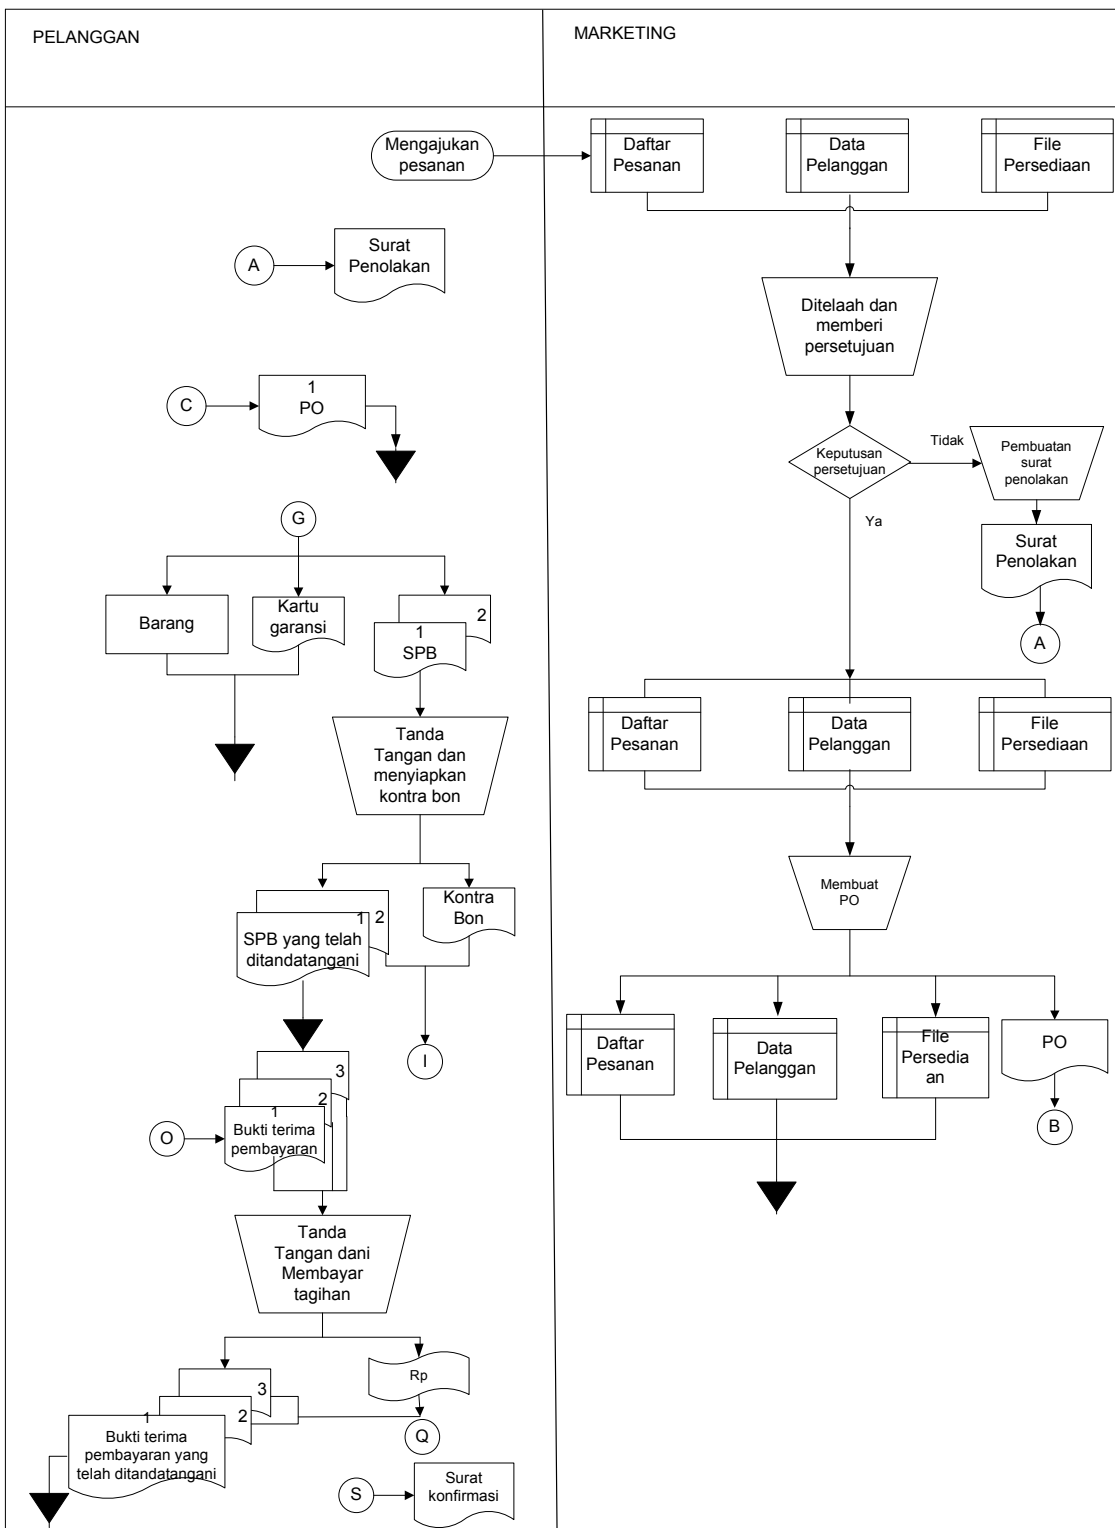 PELANGGAN
MARKETING
Mengajukan
pesanan
Daftar
Pesanan
Data
Pelanggan
File
Persediaan
A
Surat
Penolakan
Ditelaah dan
memberi
persetujuan
C
1
PO
Keputusan
persetujuan
Tidak
Pembuatan
surat
penolakan
Ya
Surat
Penolakan
A
G
Barang
Kartu
garansi
2
1
SPB
Daftar
Pesanan
Data
Pelanggan
File
Persediaan
Tanda
Tangan dan
menyiapkan
kontra bon
Membuat
PO
Kontra
Bon
1 2
SPB yang telah
ditandatangani
I
Daftar
Pesanan
Data
Pelanggan
File
Persedia
an
PO
B
3
2
1
O
Bukti terima
pembayaran
Tanda
Tangan dani
Membayar
tagihan
Rp
3
2
1
Bukti terima
pembayaran yang
telah ditandatangani
Q
S
Surat
konfirmasi